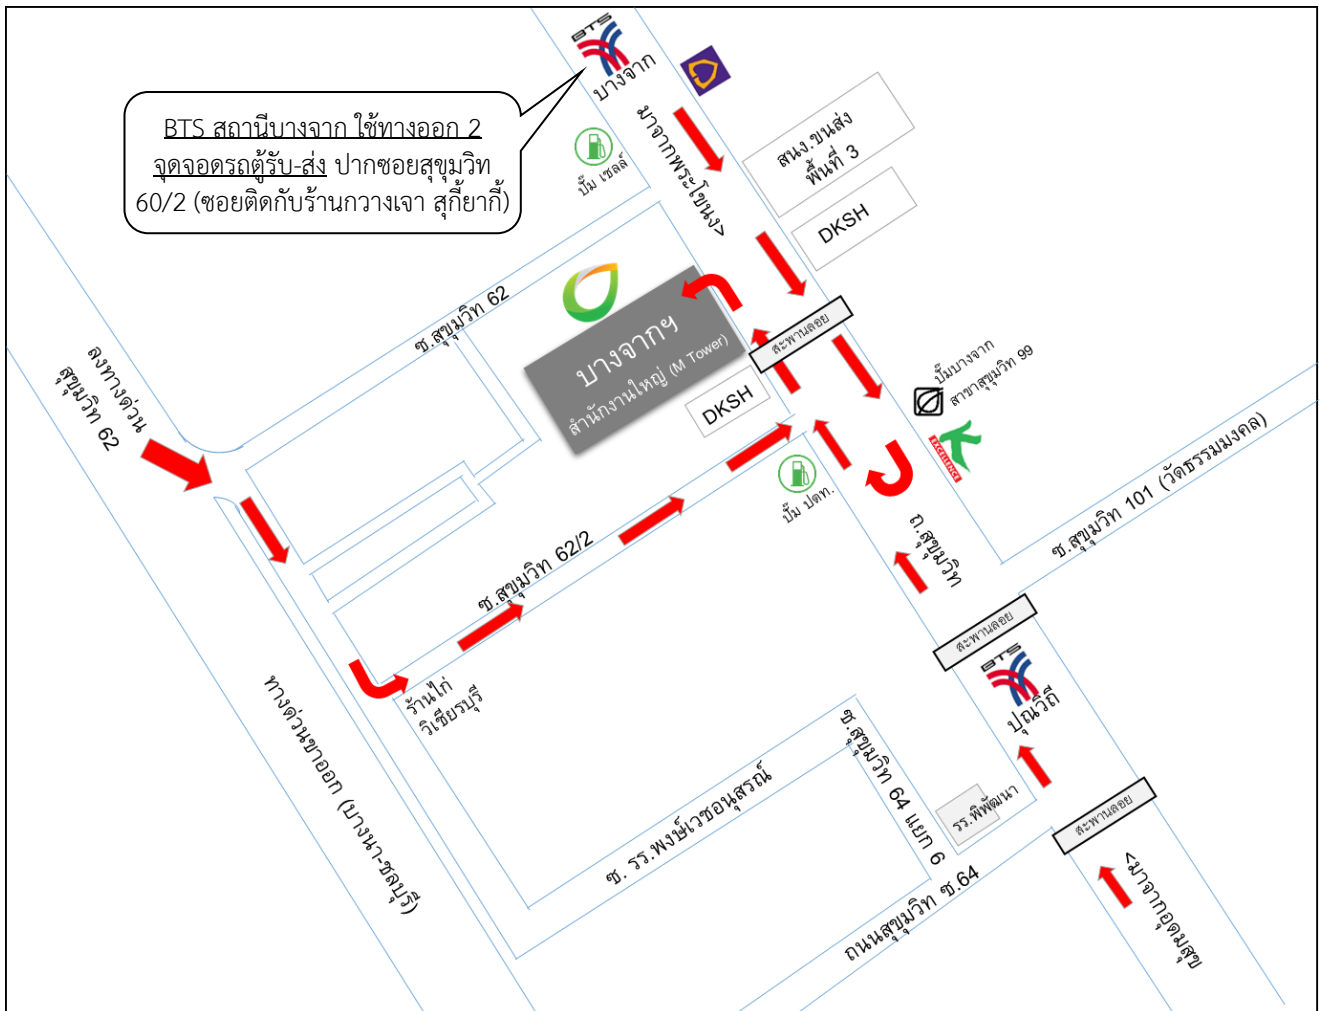 BTS
บางจาก
BTS สถานีบางจาก ใช้ทางออก 2
จุดจอดรถตู้รับ-ส่ง ปากซอยสุขุมวิท
60/2 (ซอยติดกับร้านกวางเจา สุกี้ยากี้)
ปั๊ม เชลล์
มาจากพระโขนง>
สนง.ขนส่ง
พื้นที่ 3
DKSH
ซ.สุขุมวิท 62
บางจากฯ
สำนักงานใหญ่ (M Tower)
สะพานลอย
DKSH
ปั๊มบางจาก
สาขาสุขุมวิท 99
EXCELLENCE
ลงทางด่วน
สุขุมวิท 62
ปั๊ม ปตท.
ซ.สุขุมวิท 62/2
ถ.สุขุมวิท
ซ.สุขุมวิท 101 (วัดธรรมมงคล)
สะพานลอย
BTS
ปุณวิถี
ร้านไก่
วิเชียรบุรี
ทางด่วนขาออก (บางนา-ชลบุรี)
ซ. รร.พงษ์เวชอนุสรณ์
ซ.สุขุมวิท 64 แยก 6
รร.พิพัฒนา
สะพานลอย
ถนนสุขุมวิท ซ.64
<มาจากอุดมสุข